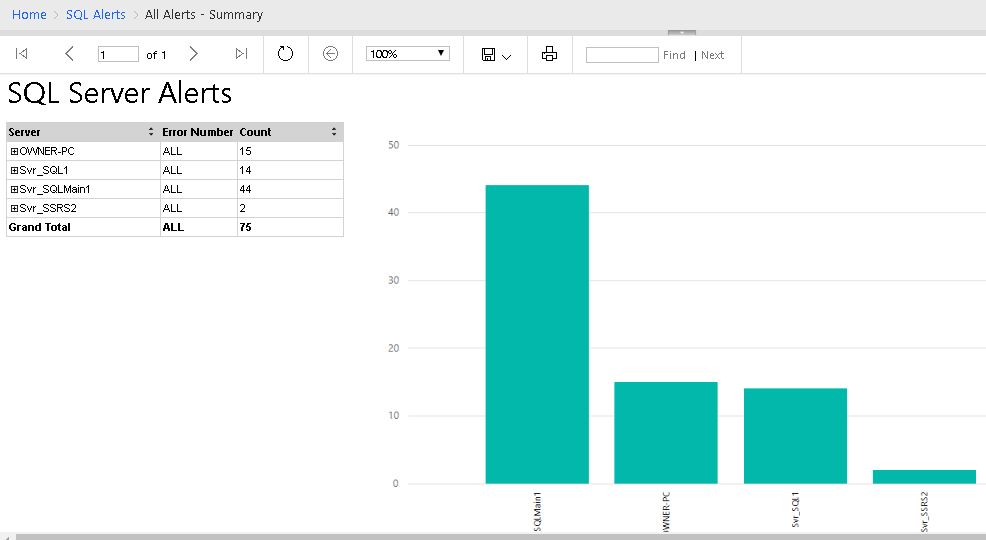 Home > SQL Alerts > All Alerts - Summary
1 of 1 100% Find | Next
SQL Server Alerts
Server Error Number Count
OWNER-PC ALL 15
Svr_SQL1 ALL 14
Svr_SQLMain1 ALL 44
Svr_SSRS2 ALL 2
Grand Total ALL 75
50
40
30
20
10
0
SQLMain1
WNER-PC
Svr_SQL1
Svr_SSRS2